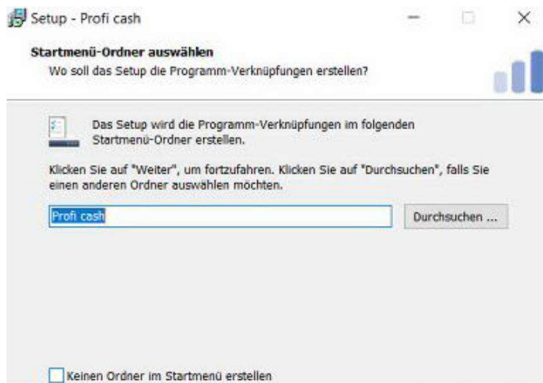 Setup - Profi cash
Startmenü-Ordner auswählen
Wo soll das Setup die Programm-Verknüpfungen erstellen?
Das Setup wird die Programm-Verknüpfungen im folgenden
Startmenü-Ordner erstellen.
Klicken Sie auf "Weiter", um fortzufahren. Klicken Sie auf "Durchsuchen", falls Sie
einen anderen Ordner auswählen möchten.
Profi cash
Durchsuchen ...
Keinen Ordner im Startmenü erstellen